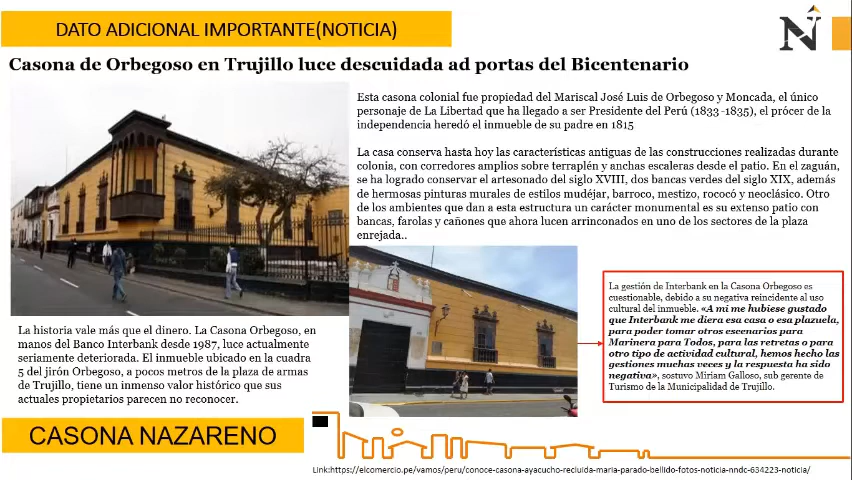 DATO ADICIONAL IMPORTANTE(NOTICIA)
N
Casona de Orbegoso en Trujillo luce descuidada ad portas del Bicentenario
Esta casona colonial fue propiedad del Mariscal José Luis de Orbegoso y Moncada, el único
personaje de La Libertad que ha llegado a ser Presidente del Perú (1833-1835), el prócer de la
independencia heredó el inmueble de su padre en 1815
La casa conserva hasta hoy las características antiguas de las construcciones realizadas durante
colonia, con corredores amplios sobre terraplén y anchas escaleras desde el patio. En el zaguán,
se ha logrado conservar el artesonado del siglo XVIII, dos bancas verdes del siglo XIX, además
de hermosas pinturas murales de estilos mudéjar, barroco, mestizo, rococó y neoclásico. Otro
de los ambientes que dan a esta estructura un carácter monumental es su extenso patio con
bancas, farolas y cañones que ahora lucen arrinconados en uno de los sectores de la plaza
enrejada..
La historia vale más que el dinero. La Casona Orbegoso, en
manos del Banco Interbank desde 1987, luce actualmente
seriamente deteriorada. El inmueble ubicado en la cuadra
5 del jirón Orbegoso, a pocos metros de la plaza de armas
de Trujillo, tiene un inmenso valor histórico que sus
actuales propietarios parecen no reconocer.
La gestión de Interbank en la Casona Orbegoso es
cuestionable, debido a su negativa reincidente al uso
cultural del inmueble. «A mi me hubiese gustado
que Interbank me diera esa casa o esa plazuela,
para poder tomar otros escenarios para
Marinera para Todos, para las retretas o para
otro tipo de actividad cultural, hemos hecho las
gestiones muchas veces y la respuesta ha sido
negativa», sostuvo Miriam Galloso, sub gerente de
Turismo de la Municipalidad de Trujillo.
CASONA NAZARENO
Link:https://elcomercio.pe/vamos/peru/conoce-casona-ayacucho-recluida-maria-parado-bellido-fotos-noticia-nndc-634223-noticia/